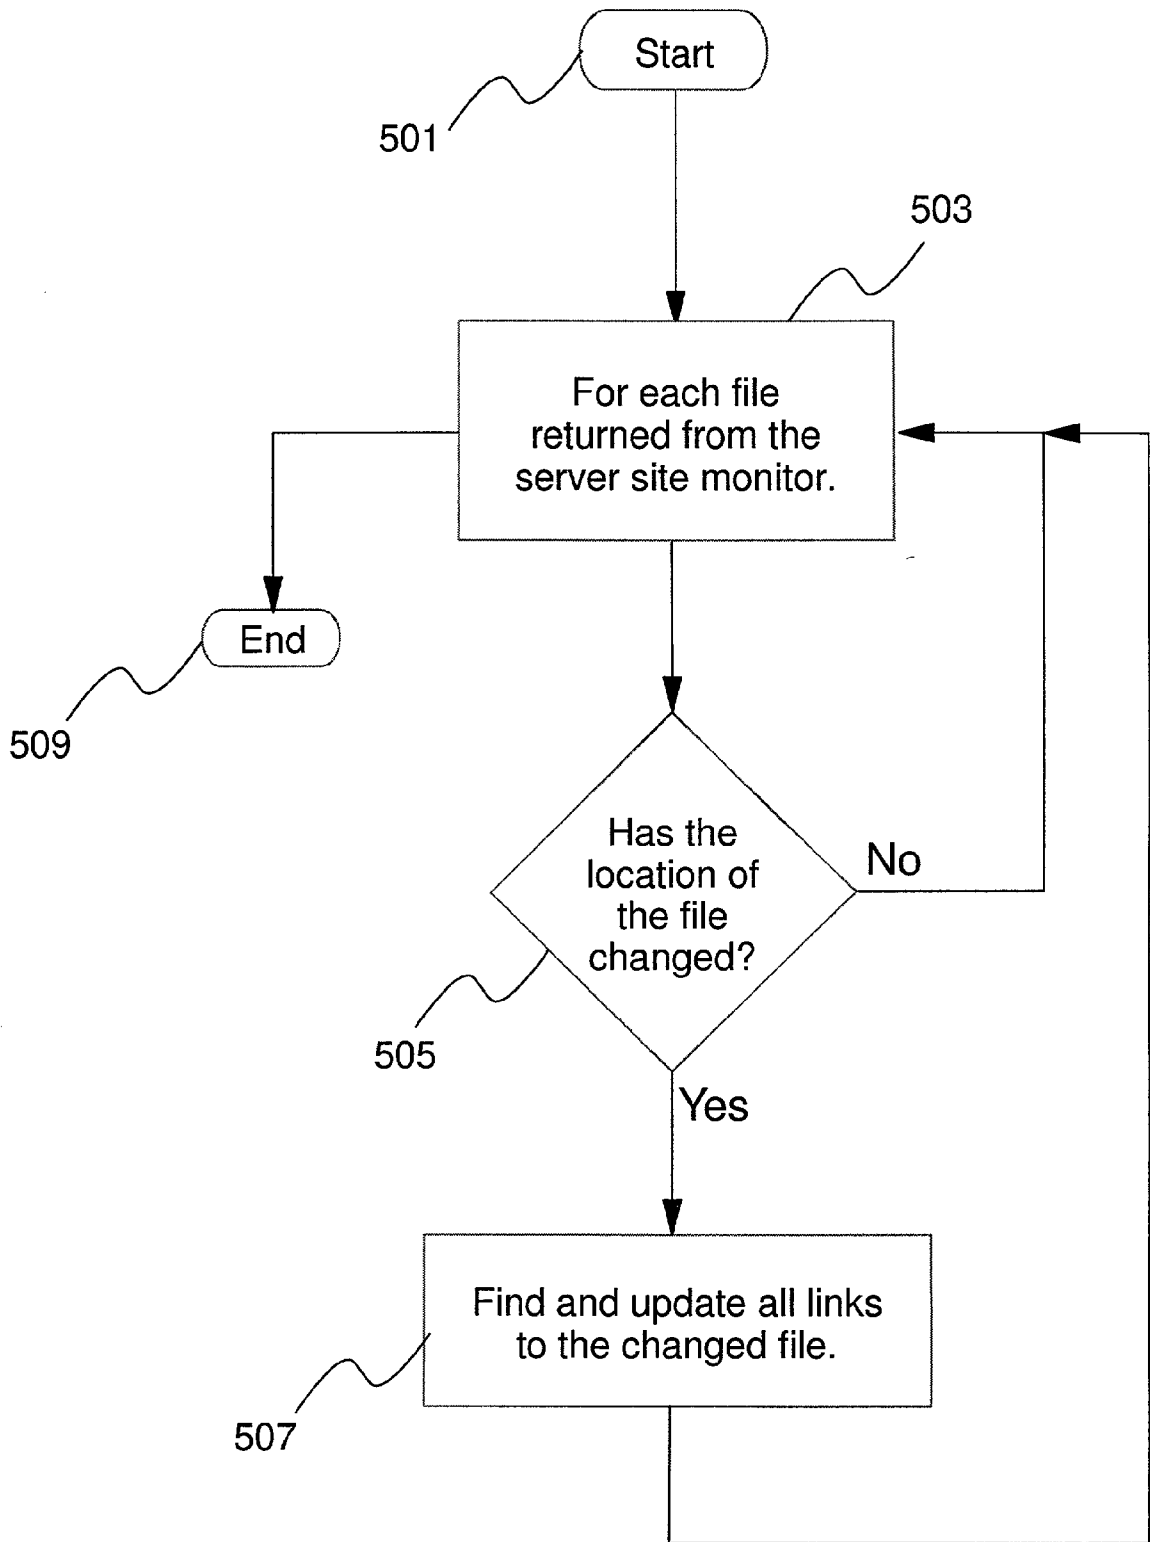 Start
501
503
For each file
returned from the
server site monitor.
End
509
Has the
location of
the file
changed?
No
505
Yes
Find and update all links
to the changed file.
507